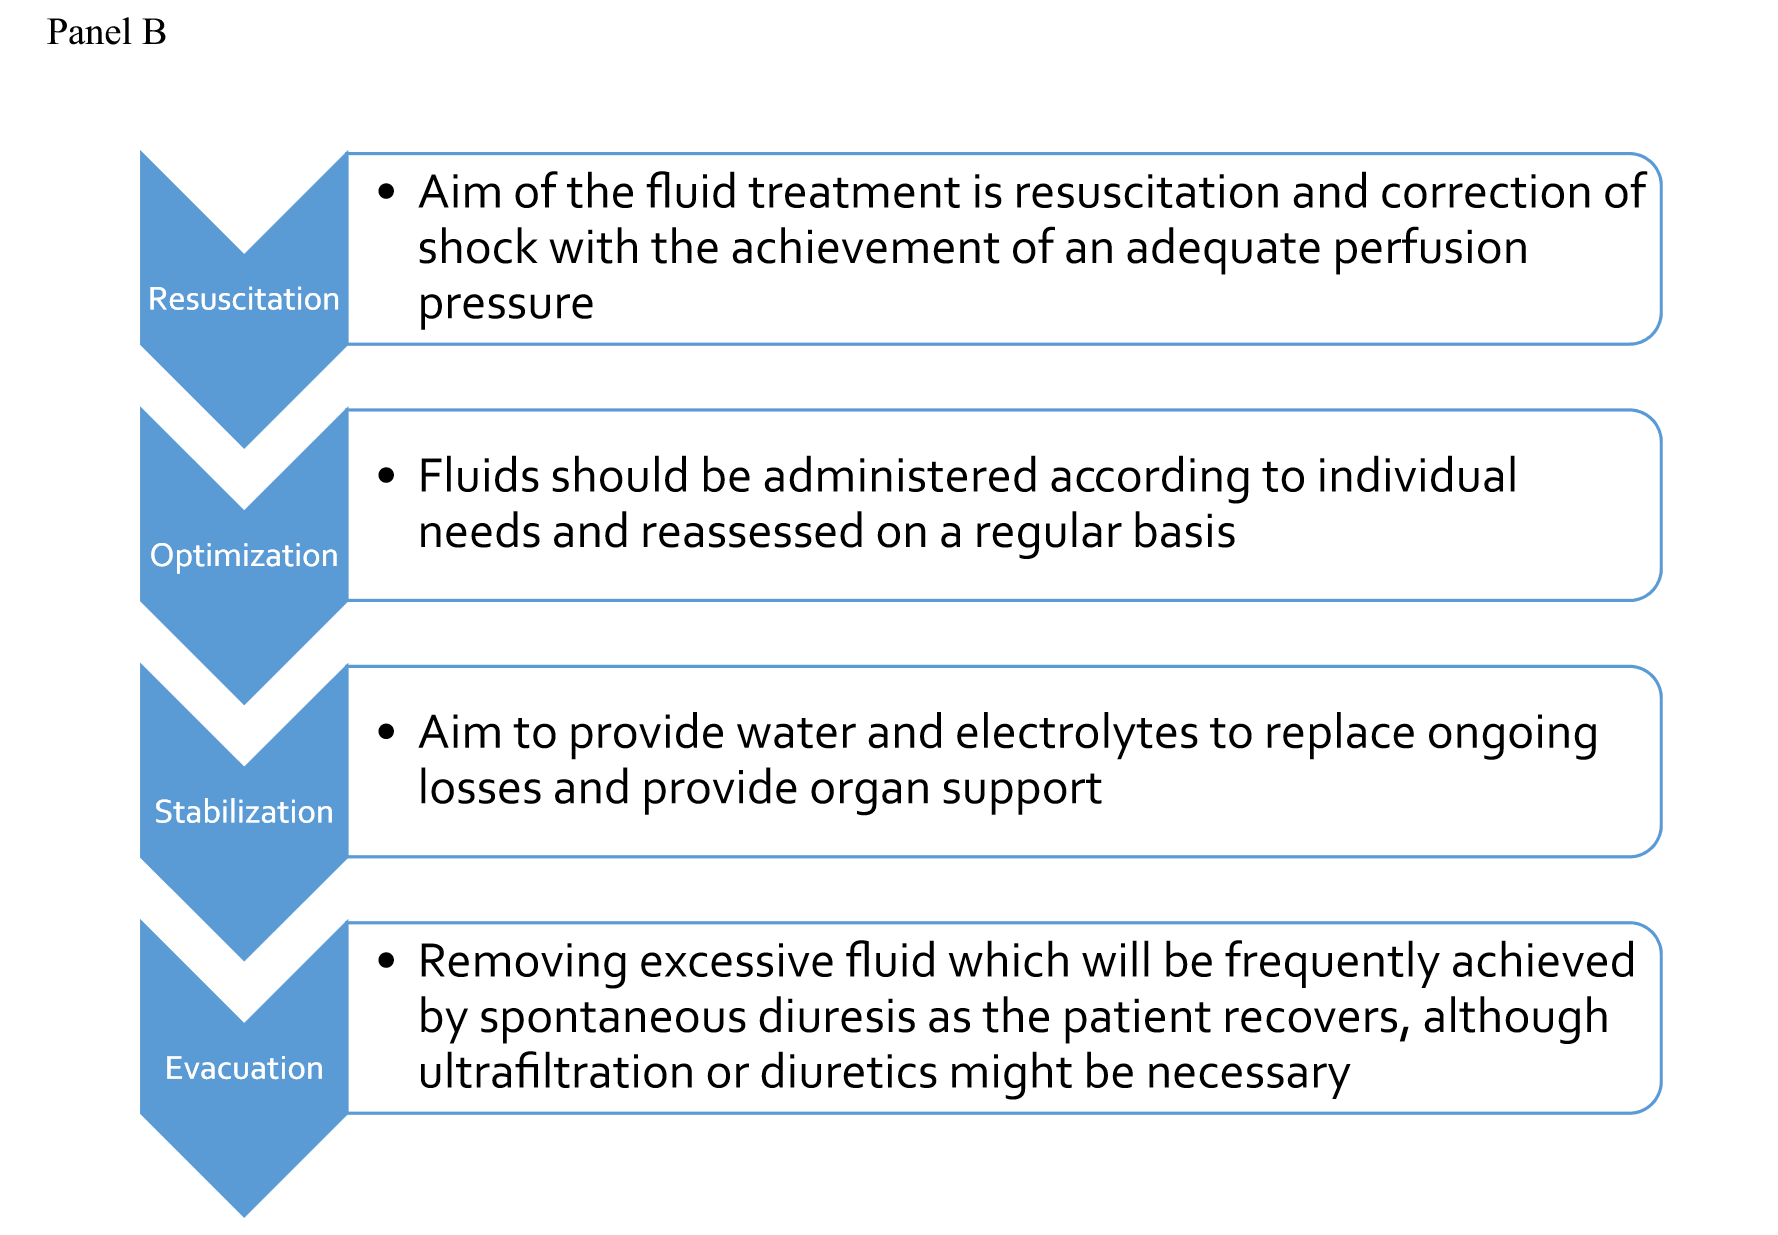 Panel B
Resuscitation
• Aim of the fluid treatment is resuscitation and correction of
shock with the achievement of an adequate perfusion
pressure
Optimization
• Fluids should be administered according to individual
needs and reassessed on a regular basis
Stabilization
• Aim to provide water and electrolytes to replace ongoing
losses and provide organ support
Evacuation
• Removing excessive fluid which will be frequently achieved
by spontaneous diuresis as the patient recovers, although
ultrafiltration or diuretics might be necessary